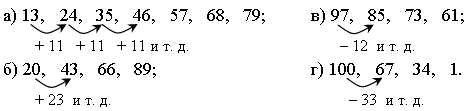 а) 13, 24, 35, 46, 57, 68, 79;
+ 11 + 11 + 11 и т. д.
б) 20, 43, 66, 89;
+ 23 и т. д.
в) 97, 85, 73, 61;
− 12 и т. д.
г) 100, 67, 34, 1.
− 33 и т. д.